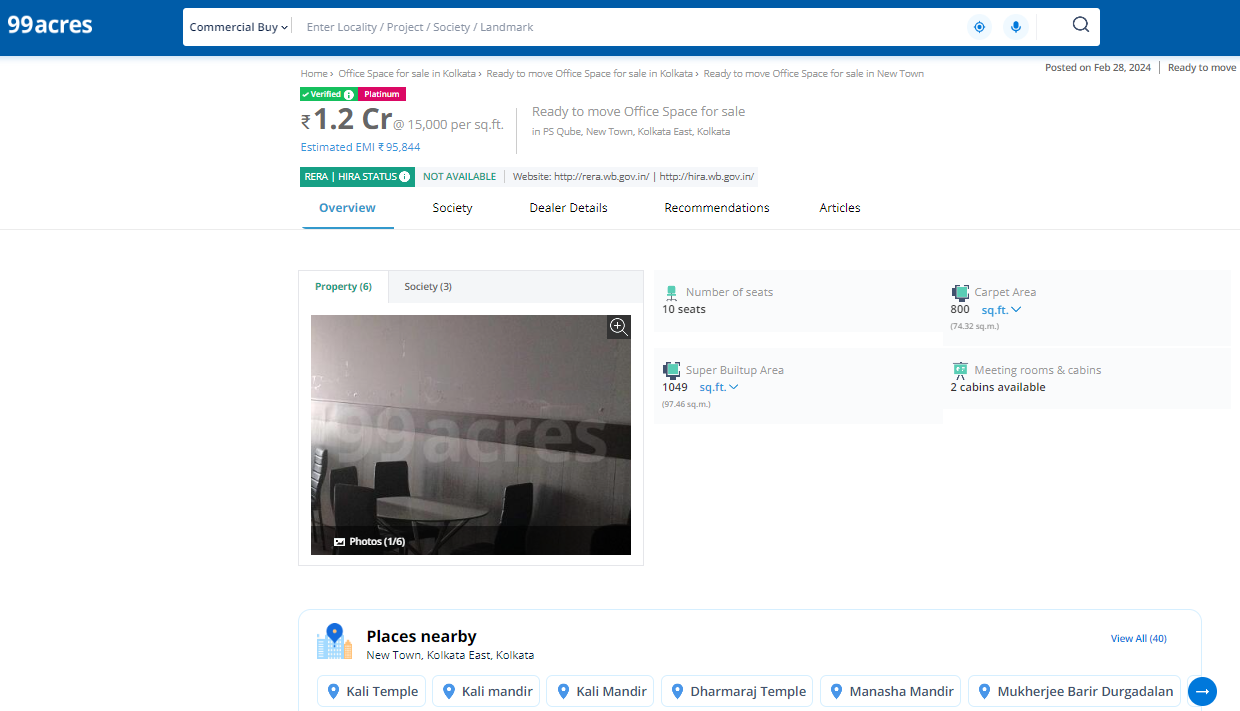 99acres
Commercial Buy
Enter Locality / Project / Society / Landmark
Home › Office Space for sale in Kolkata › Ready to move Office Space for sale in Kolkata › Ready to move Office Space for sale in New Town
Posted on Feb 28, 2024 | Ready to move
Verified Platinum
₹1.2 Cr @ 15,000 per sq.ft.
Estimated EMI ₹ 95,844
Ready to move Office Space for sale
in PS Qube, New Town, Kolkata East, Kolkata
RERA | HIRA STATUS NOT AVAILABLE Website: http://rera.wb.gov.in/ | http://hira.wb.gov.in/
Overview Society Dealer Details Recommendations Articles
Property (6) Society (3)
99acres
Photos (1/6)
Number of seats
10 seats
Carpet Area
800 sq.ft.
(74.32 sq.m.)
Super Builtup Area
1049 sq.ft.
(97.46 sq.m.)
Meeting rooms & cabins
2 cabins available
Places nearby
New Town, Kolkata East, Kolkata
View All (40)
Kali Temple Kali mandir Kali Mandir Dharmaraj Temple Manasha Mandir Mukherjee Barir Durgadalan